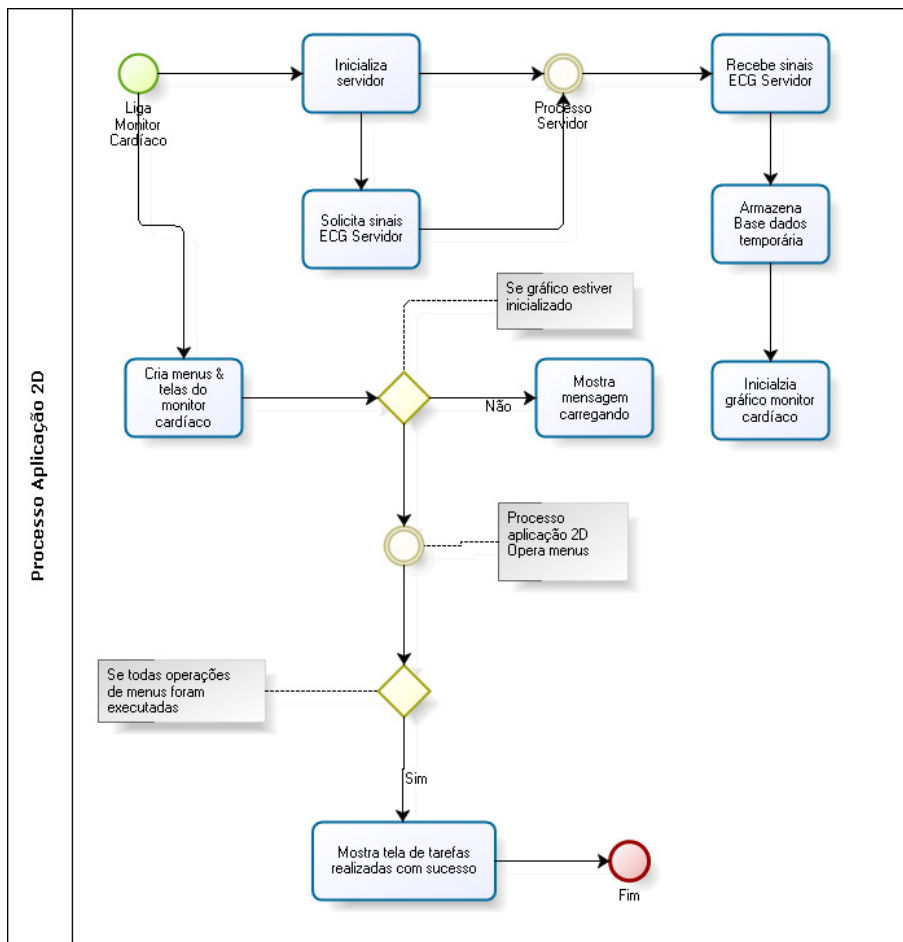 Processo Aplicação 2D
Liga
Monitor
Cardíaco
Inicializa
servidor
Processo
Servidor
Recebe sinais
ECG Servidor
Solicita sinais
ECG Servidor
Armazena
Base dados
temporária
Se gráfico estiver
inicializado
Cria menus &
telas do
monitor
cardíaco
Não
Mostra
mensagem
carregando
Inicialzia
gráfico monitor
cardíaco
Processo
aplicação 2D
Opera menus
Se todas operações
de menus foram
executadas
Sim
Mostra tela de tarefas
realizadas com sucesso
Fim